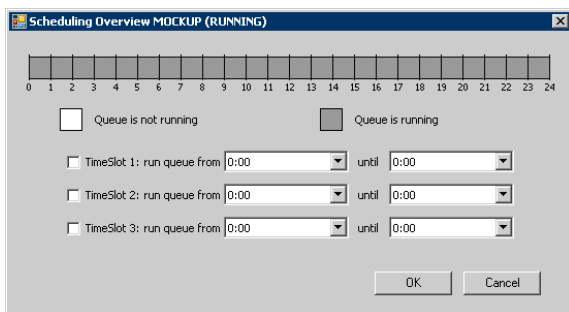 Scheduling Overview MOCKUP (RUNNING)
0 1 2 3 4 5 6 7 8 9 10 11 12 13 14 15 16 17 18 19 20 21 22 23 24
Queue is not running Queue is running
TimeSlot 1: run queue from 0:00 until 0:00
TimeSlot 2: run queue from 0:00 until 0:00
TimeSlot 3: run queue from 0:00 until 0:00
OK Cancel